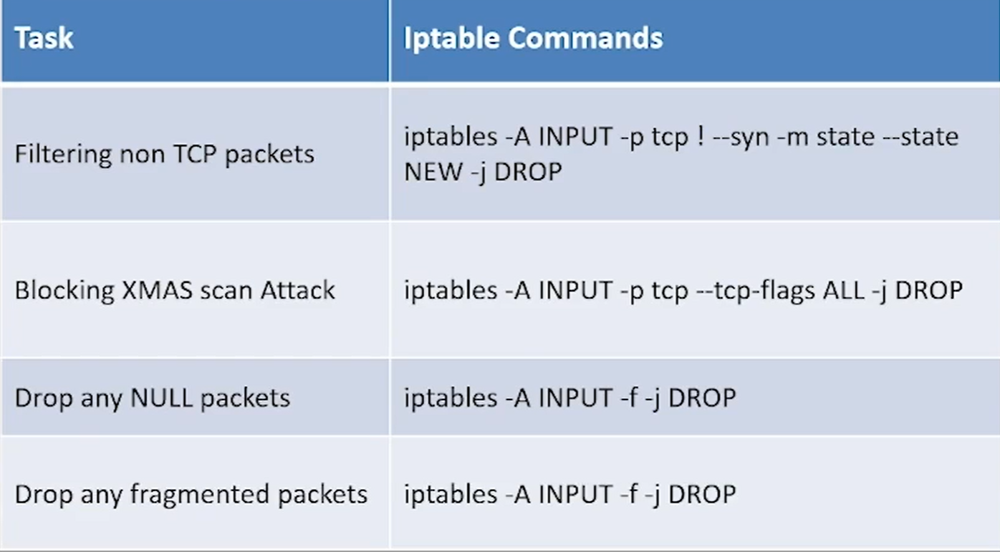 Task
Iptable Commands
Filtering non TCP packets
iptables -A INPUT -p tcp ! --syn -m state --state
NEW -j DROP
Blocking XMAS scan Attack
iptables -A INPUT -p tcp --tcp-flags ALL -j DROP
Drop any NULL packets
iptables -A INPUT -f -j DROP
Drop any fragmented packets
iptables -A INPUT -f -j DROP